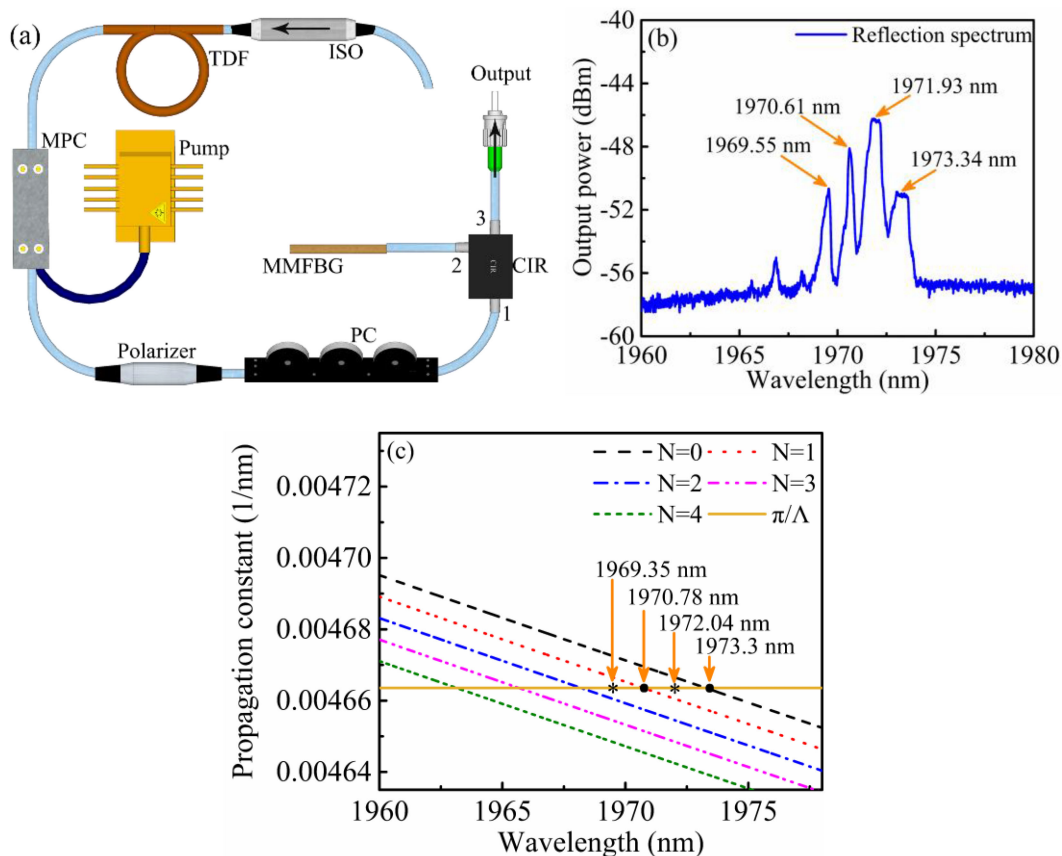 (a)
TDF
ISO
Output
MPC
Pump
3
MMFBG
2
CIR
CIR
1
PC
Polarizer
(b)
Reflection spectrum
1971.93 nm
1970.61 nm
1969.55 nm
1973.34 nm
Output power (dBm)
-40
-44
-48
-52
-56
-60
1960
1965
1970
1975
1980
Wavelength (nm)
(c)
N=0
N=1
N=2
N=3
N=4
π/Λ
1969.35 nm
1970.78 nm
1972.04 nm
1973.3 nm
Propagation constant (1/nm)
0.00472
0.00470
0.00468
0.00466
0.00464
1960
1965
1970
1975
Wavelength (nm)